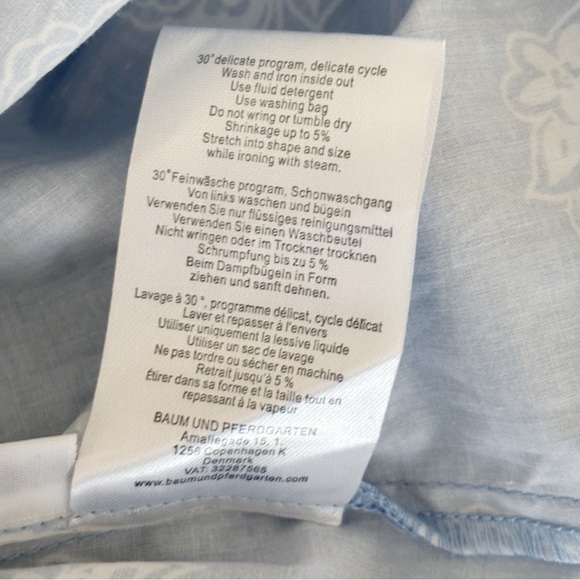 30°delicate program, delicate cycle
Wash and iron inside out
Use fluid detergent
Use washing bag
Do not wring or tumble dry
Shrinkage up to 5%
Stretch into shape and size
while ironing with steam.
30°Feinwäsche program, Schonwaschgang
Von links waschen und bügeln
Verwenden Sie nur flüssiges reinigungsmittel
Verwenden Sie einen Waschbeutel
Nicht wringen oder im Trockner trocknen
Schrumpfung bis zu 5 %
Beim Dampfbügeln in Form
ziehen und sanft dehnen.
Lavage à 30°, programme délicat, cycle délicat
Laver et repasser à l'envers
Utiliser uniquement la lessive liquide
Utiliser un sac de lavage
Ne pas tordre ou sécher en machine
Retrait jusqu'à 5 %
Étirer dans sa forme et la taille tout en
repassant à la vapeur
BAUM UND PFERDGARTEN
Amaliegade 15, 1.
1256 Copenhagen K
Denmark
VAT: 32287565
www.baumundpferdgarten.com